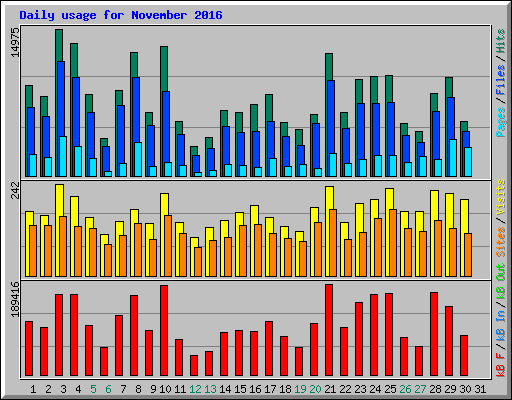 Daily usage for November 2016
14975
Pages / Files / Hits
242
Sites / Visits
189416
kB F / kB In / kB Out
1 2 3 4 5 6 7 8 9 10 11 12 13 14 15 16 17 18 19 20 21 22 23 24 25 26 27 28 29 30 31